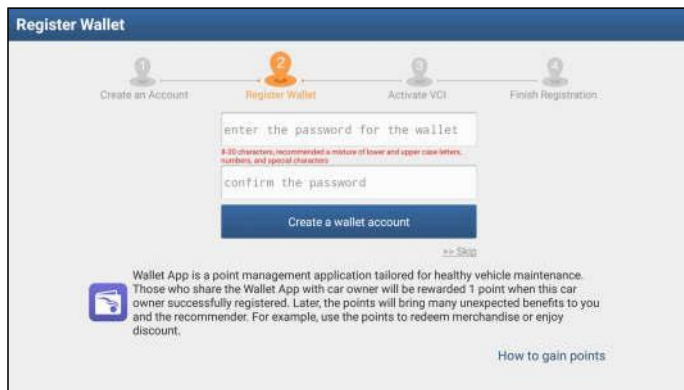 Register Wallet
1
2
3
4
Create an Account
Register Wallet
Activate VCI
Finish Registration
enter the password for the wallet
8-20 characters, recommended a mixture of lower and upper case letters,
numbers, and special characters
confirm the password
Create a wallet account
>> Skip
Wallet App is a point management application tailored for healthy vehicle maintenance.
Those who share the Wallet App with car owner will be rewarded 1 point when this car
owner successfully registered. Later, the points will bring many unexpected benefits to you
and the recommender. For example, use the points to redeem merchandise or enjoy
discount.
How to gain points